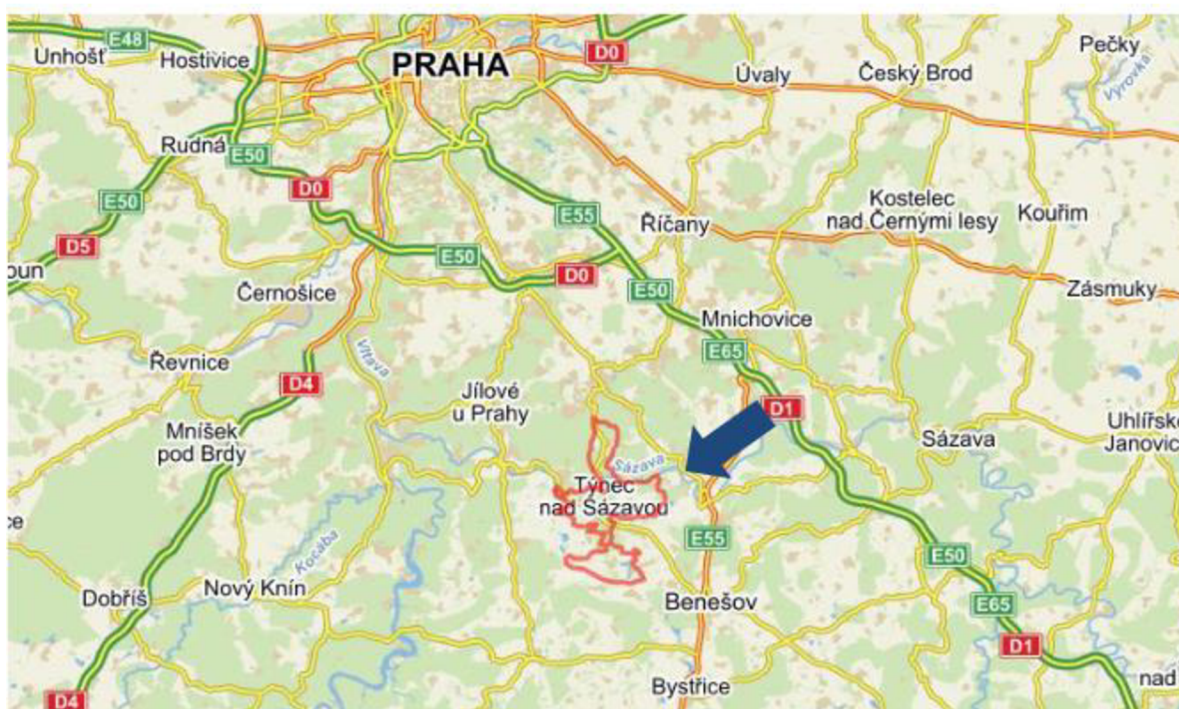 E48
Unhošť
Hostivice
PRAHA
D0
Úvaly
Český Brod
Pečky
Výrovka
Rudná
E50
E50
D0
D5
E50
D0
E55
E50
Říčany
Kostelec
nad Černými lesy
Kouřim
Zásmuky
oun
Černošice
Mnichovice
E65
Řevnice
Vltava
D4
Jílové
u Prahy
D1
Mníšek
pod Brdy
Sázava
Uhlířské
Janovic
Sázava
Týnec
nad Sázavou
ce
Kocába
E55
E50
Dobříš
Nový Knín
Benešov
E65
D1
Bystřice
nad
D4